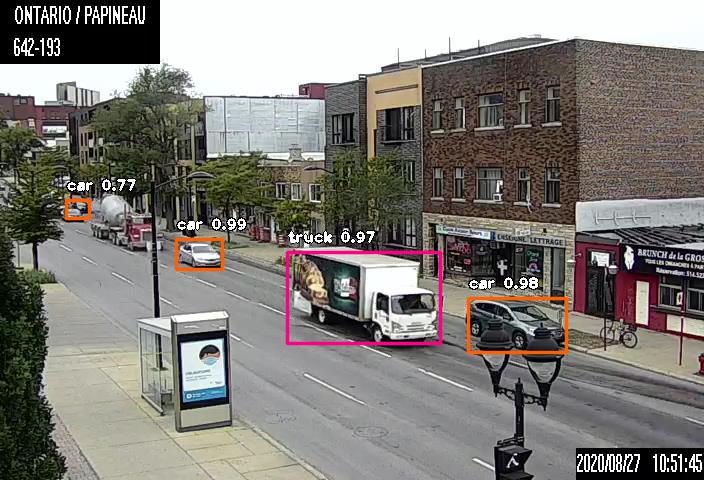 ONTARIO / PAPINEAU
642-193
car 0.77
car 0.99
truck 0.97
car 0.98
ENSEIGNE LETTRAGE
BRUNCH de la GROS
2020/08/27 10:51:45